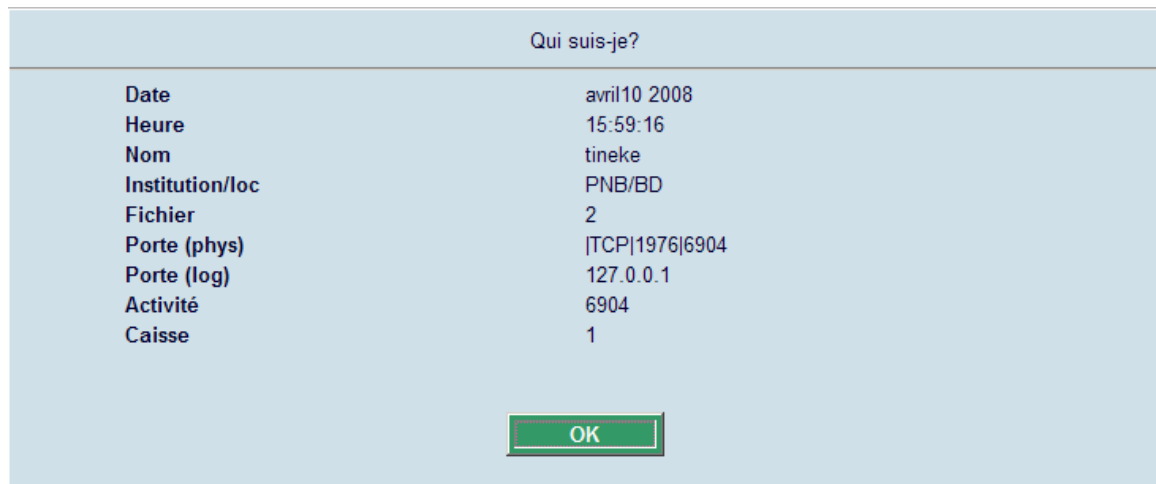 Qui suis-je?
Date avril10 2008
Heure 15:59:16
Nom tineke
Institution/loc PNB/BD
Fichier 2
Porte (phys) |TCP|1976|6904
Porte (log) 127.0.0.1
Activité 6904
Caisse 1
OK